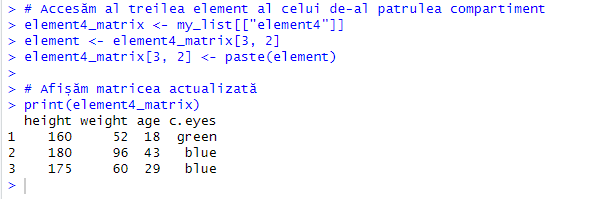 > # Accesăm al treilea element al celui de-al patrulea compartiment
> element4_matrix <- my_list[["element4"]]
> element <- element4_matrix[3, 2]
> element4_matrix[3, 2] <- paste(element)
>
> # Afișăm matricea actualizată
> print(element4_matrix)
  height weight age c.eyes
1    160     52  18  green
2    180     96  43   blue
3    175     60  29   blue
>